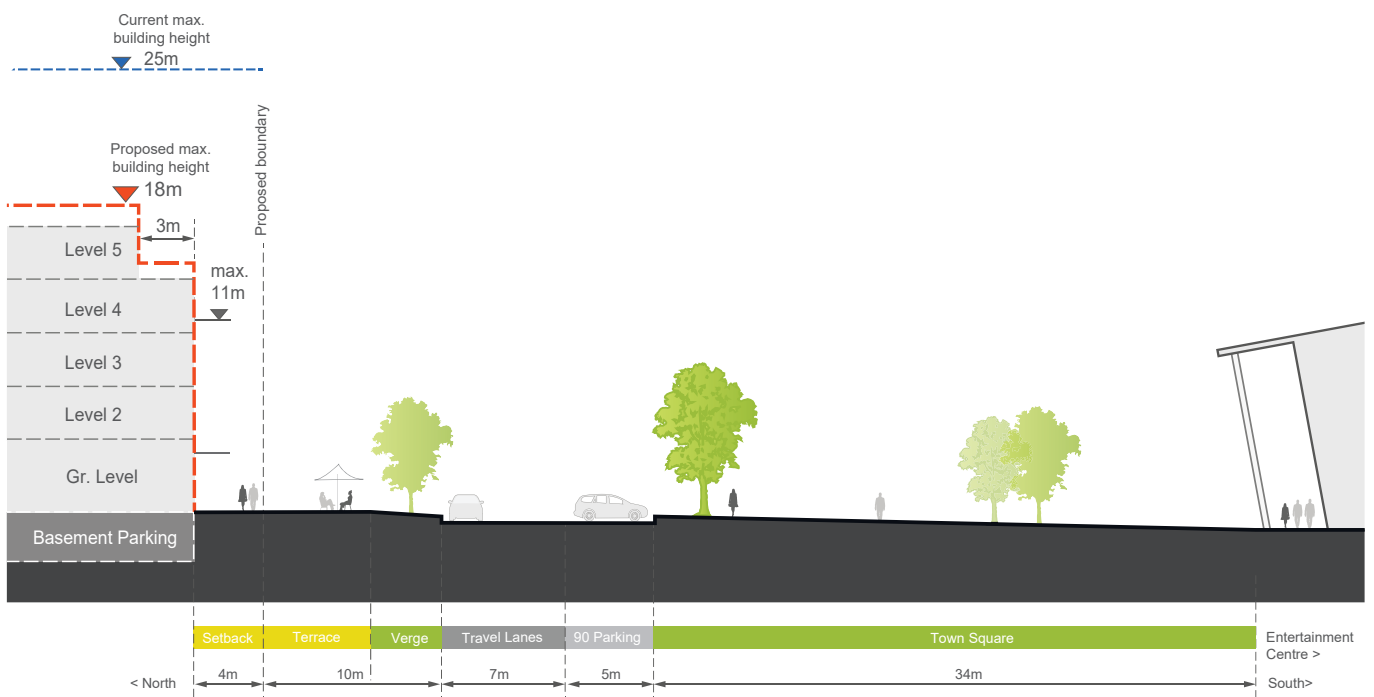 Current max.
building height
25m
Proposed boundary
Proposed max.
building height
18m
3m
Level 5
max.
11m
Level 4
Level 3
Level 2
Gr. Level
Basement Parking
Setback
Terrace
Verge
Travel Lanes
90 Parking
Town Square
Entertainment
Centre >
< North
4m
10m
7m
5m
34m
South>